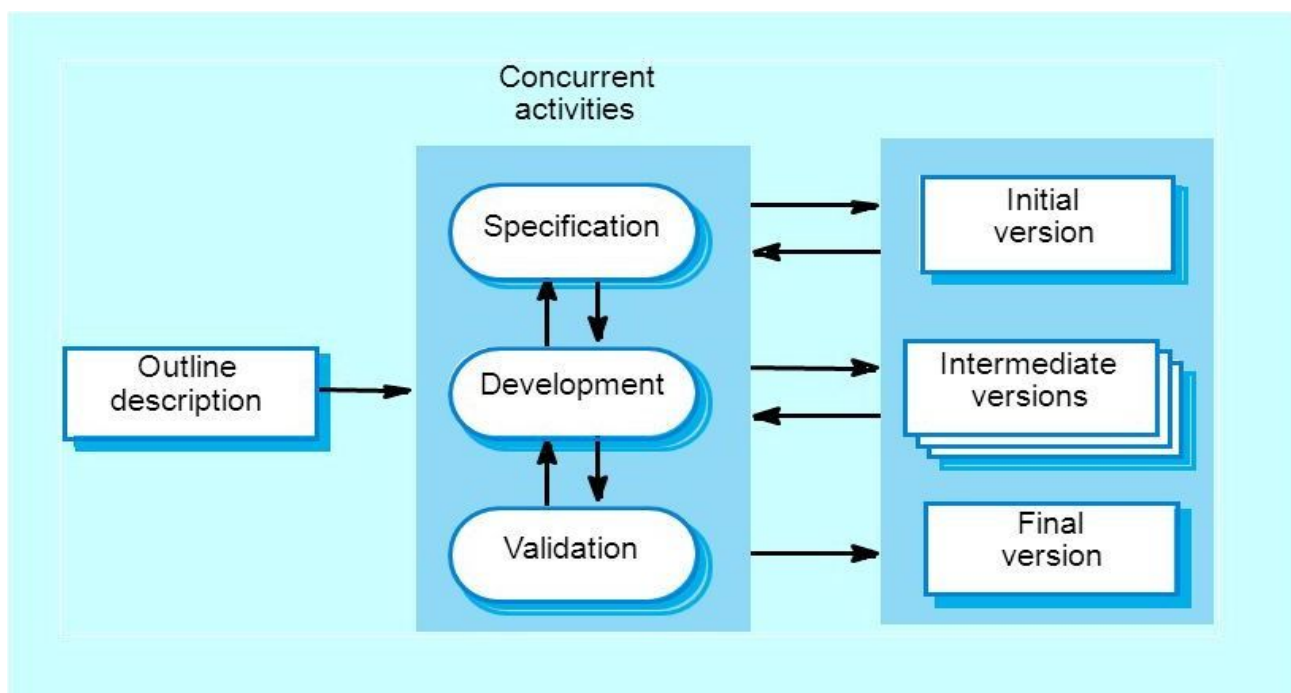 Concurrent
activities
Outline
description
Specification
Development
Validation
Initial
version
Intermediate
versions
Final
version